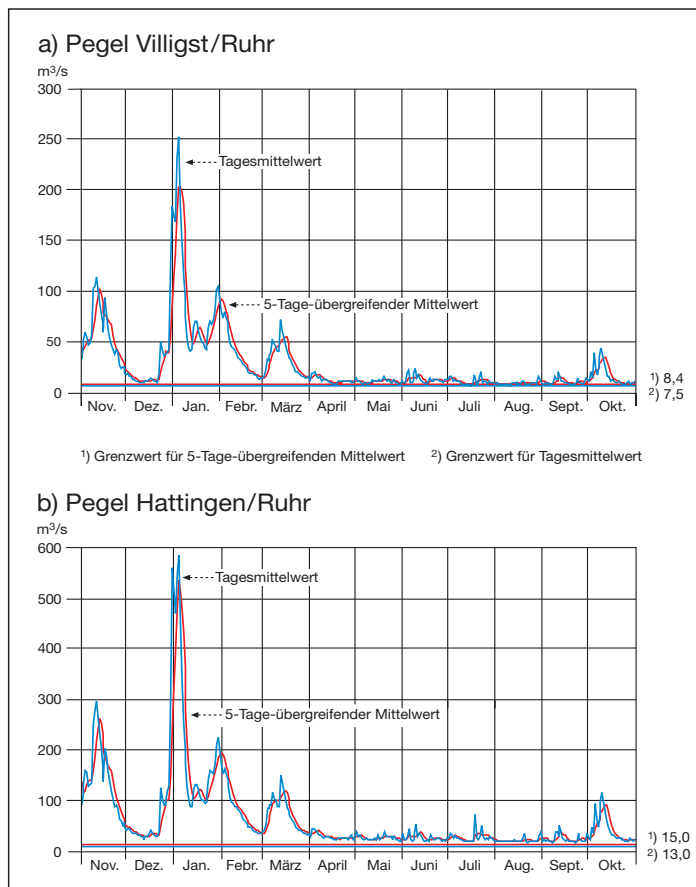 a) Pegel Villigst/Ruhr
m³/s
300
250
Tagesmittelwert
200
150
100
5-Tage-übergreifender Mittelwert
50
¹) 8,4
0
²) 7,5
Nov. Dez. Jan. Febr. März April Mai Juni Juli Aug. Sept. Okt.
¹) Grenzwert für 5-Tage-übergreifenden Mittelwert ²) Grenzwert für Tagesmittelwert
b) Pegel Hattingen/Ruhr
m³/s
600
Tagesmittelwert
500
400
300
5-Tage-übergreifender Mittelwert
200
100
¹) 15,0
0
²) 13,0
Nov. Dez. Jan. Febr. März April Mai Juni Juli Aug. Sept. Okt.